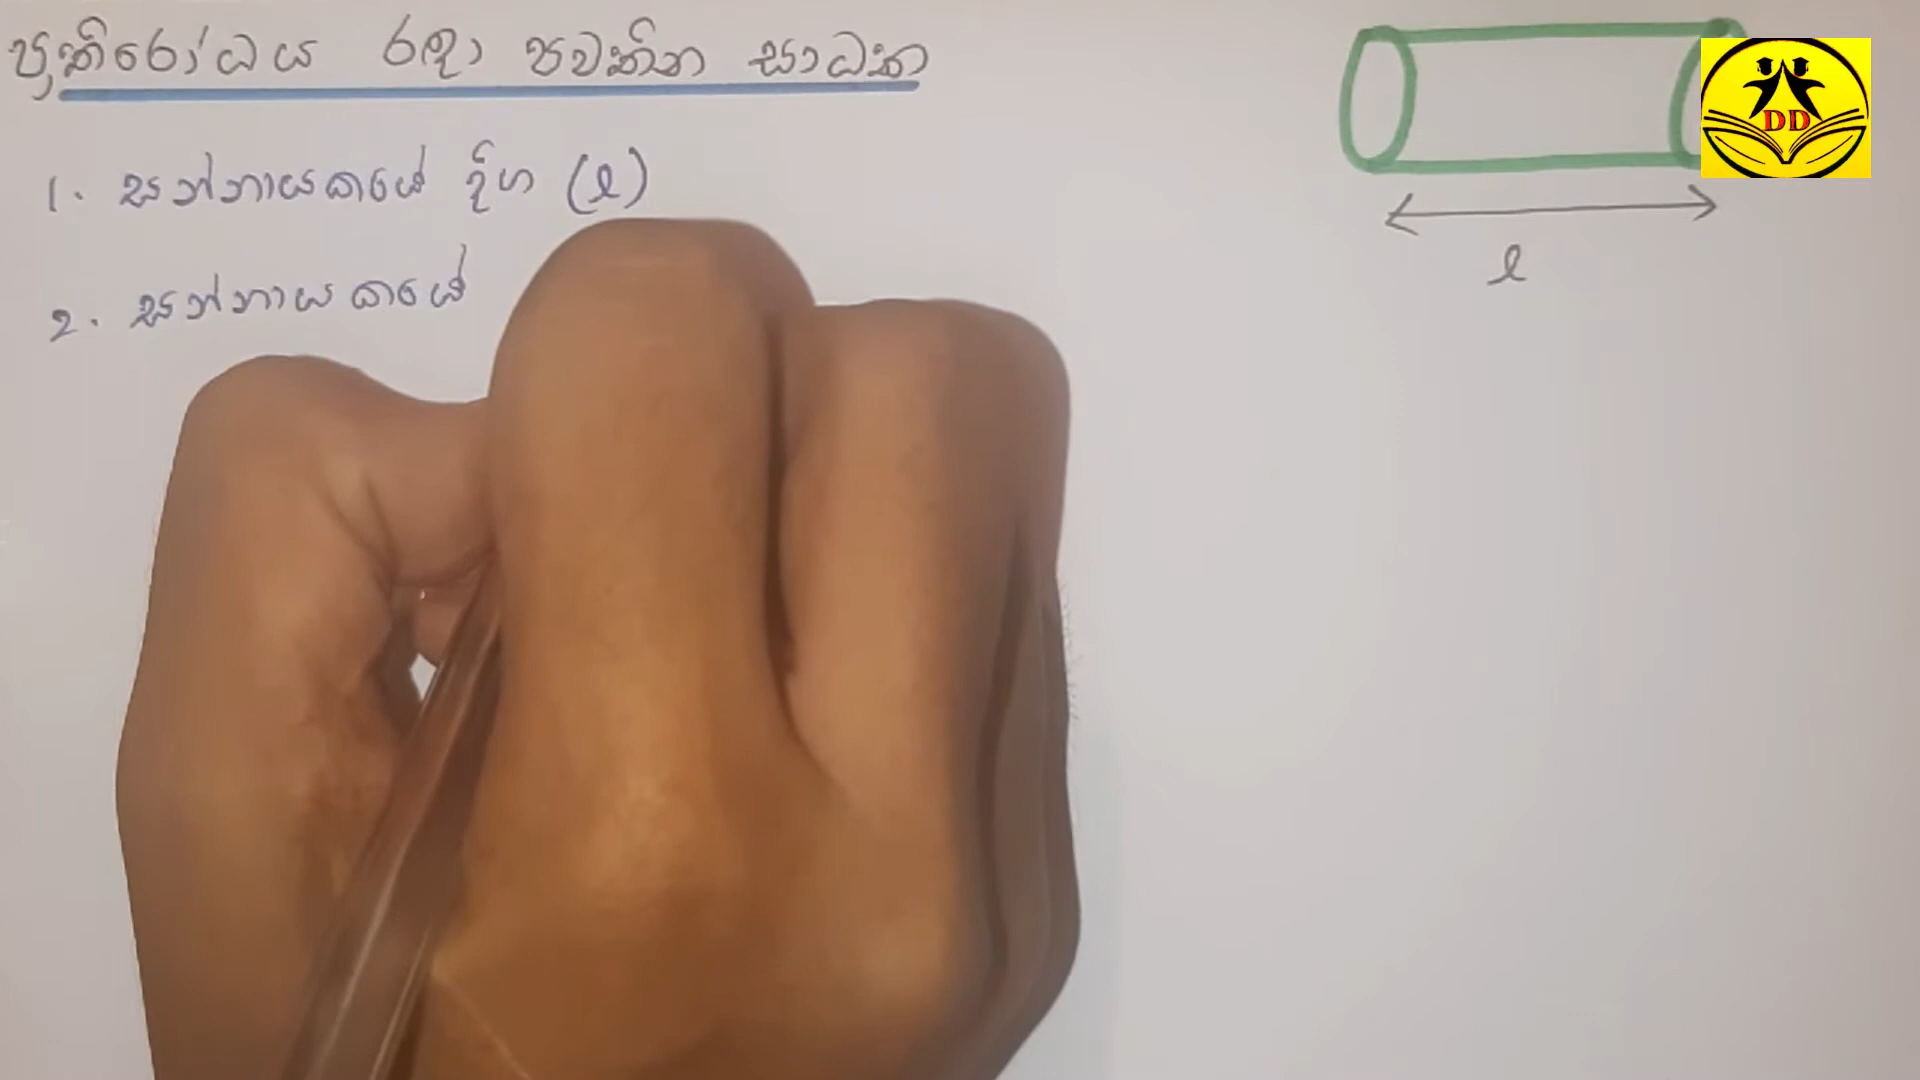 ප්‍රතිරෝධය රඳා පවතින සාධක
1. සන්නායකයේ දිග (l)
2. සන්නායකයේ
l
DD